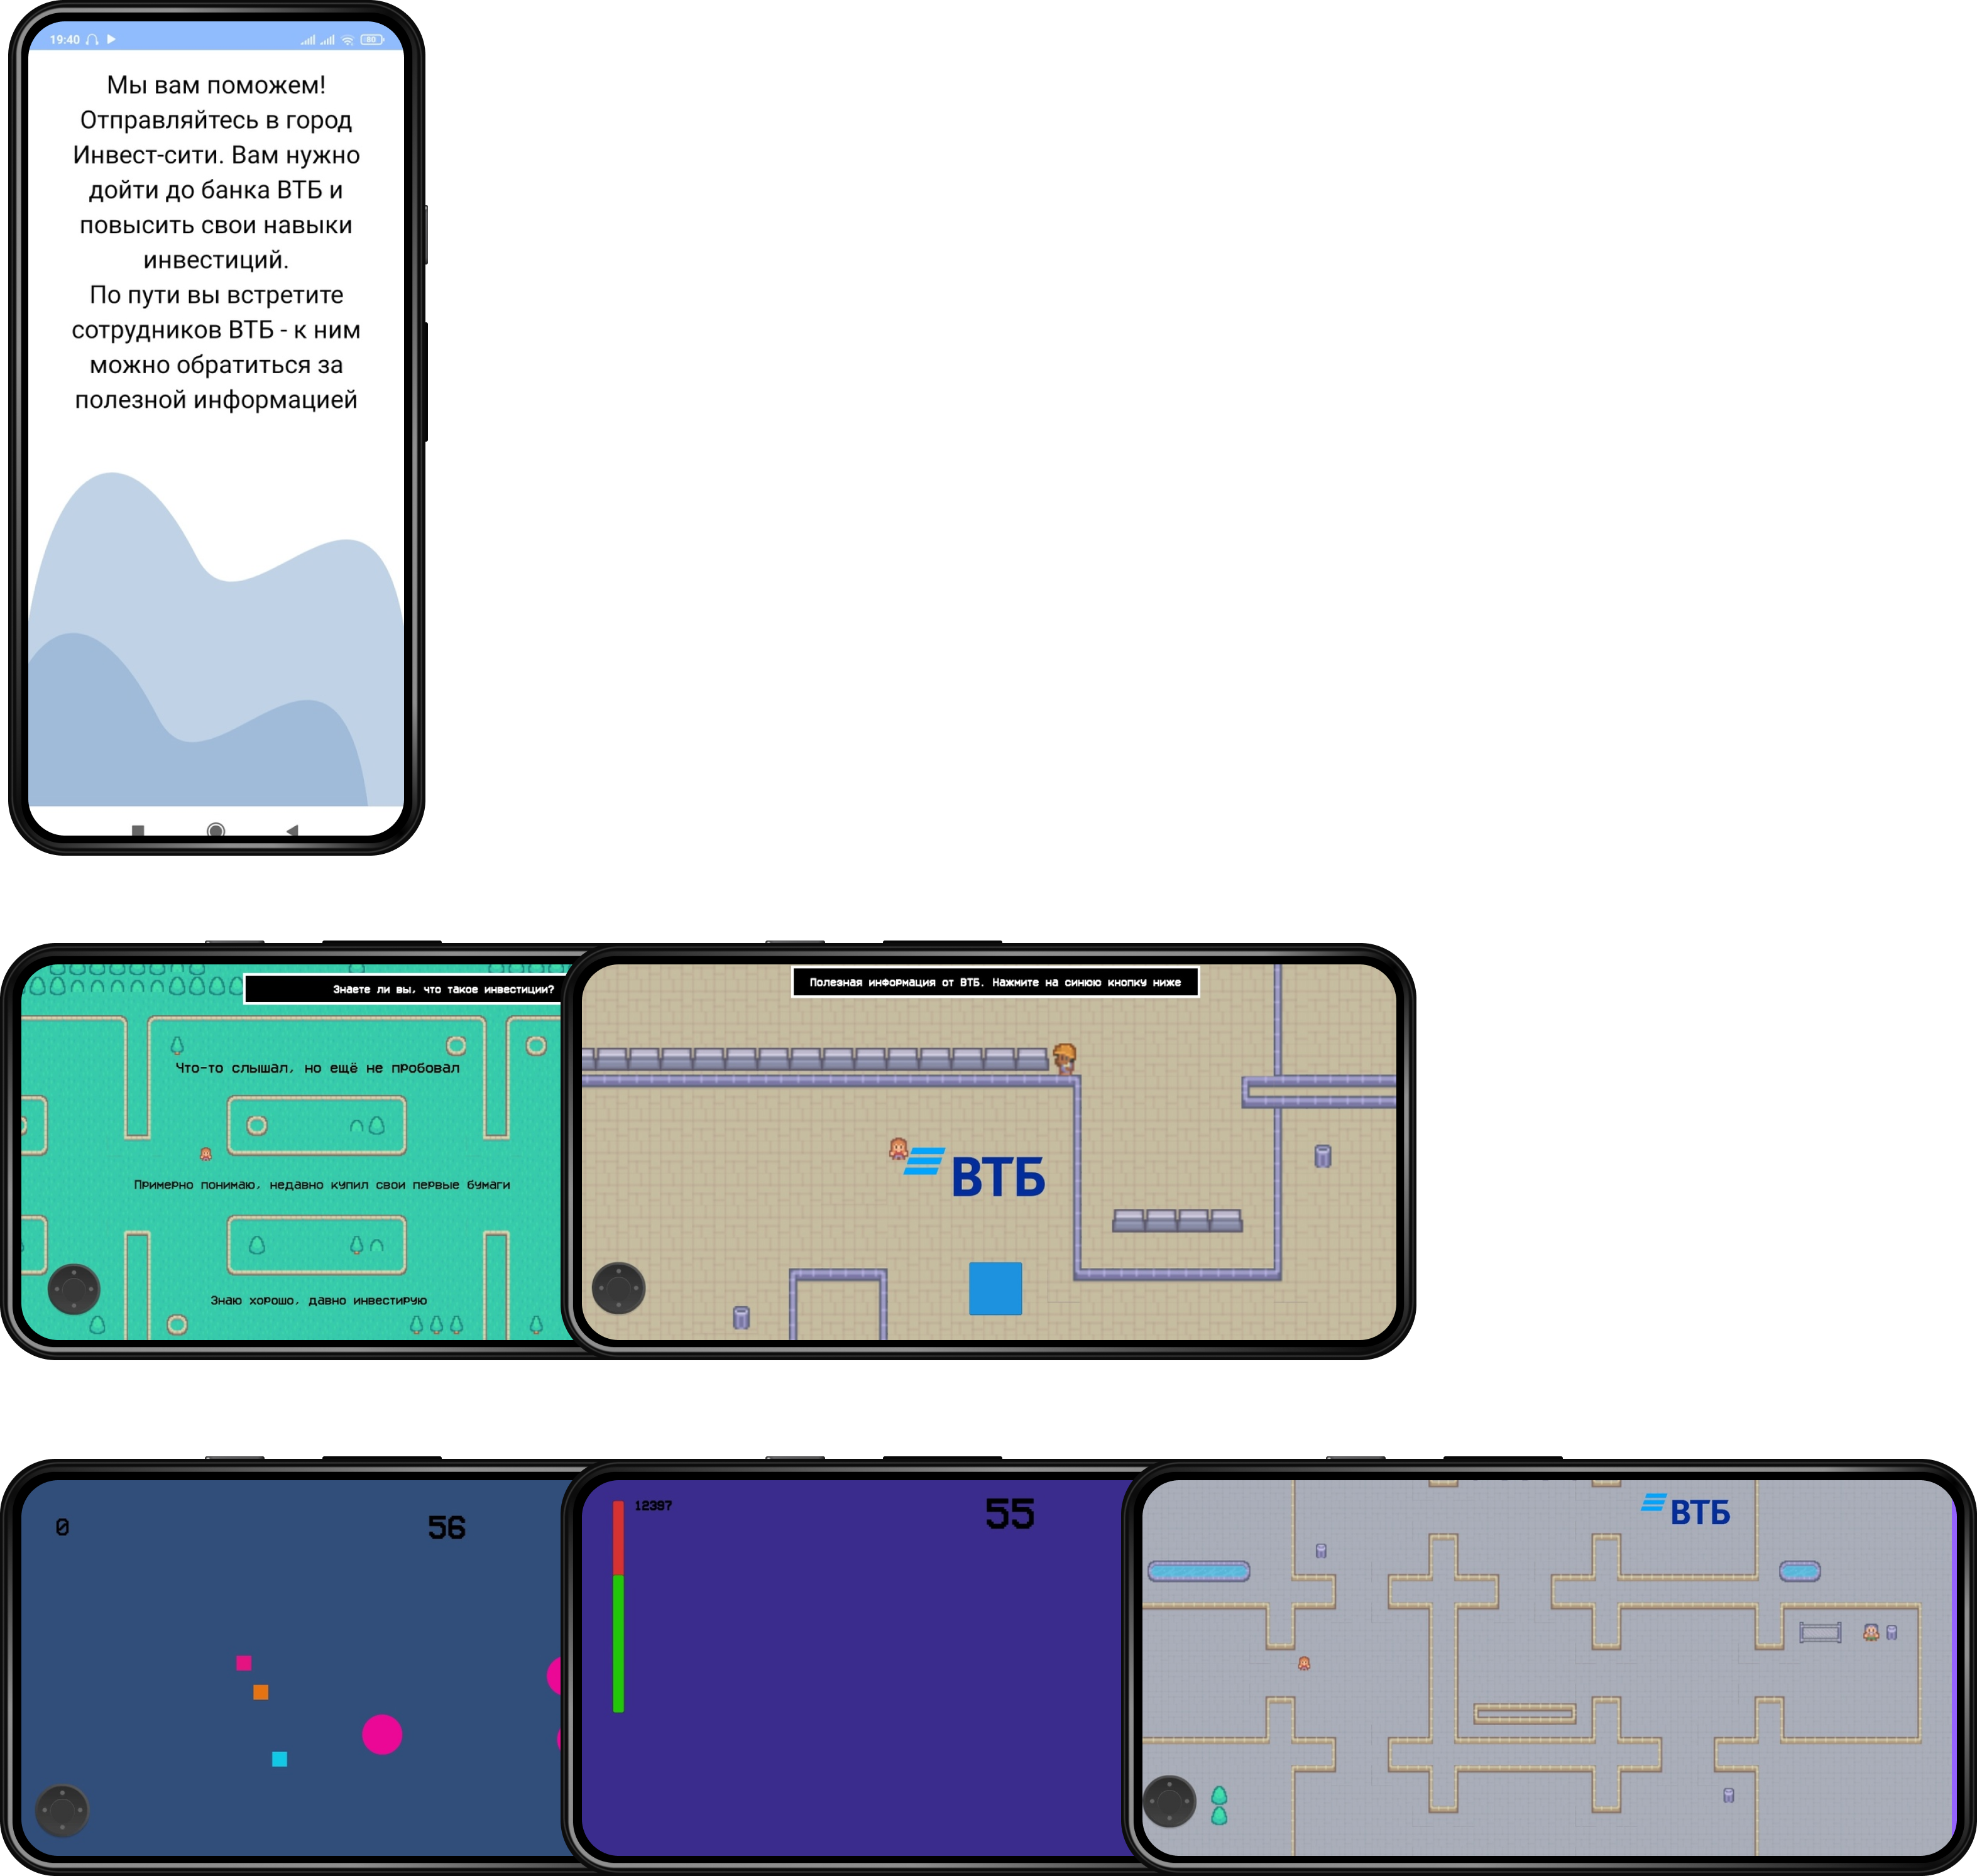 19:40
80
Мы вам поможем!
Отправляйтесь в город
Инвест-сити. Вам нужно
дойти до банка ВТБ и
повысить свои навыки
инвестиций.
По пути вы встретите
сотрудников ВТБ - к ним
можно обратиться за
полезной информацией
Знаете ли вы, что такое инвестиции?
Что-то слышал, но ещё не пробовал
Примерно понимаю, недавно купил свои первые бумаги
Знаю хорошо, давно инвестирую
Полезная информация от ВТБ. Нажмите на синюю кнопку ниже
ВТБ
0
56
12397
55
ВТБ